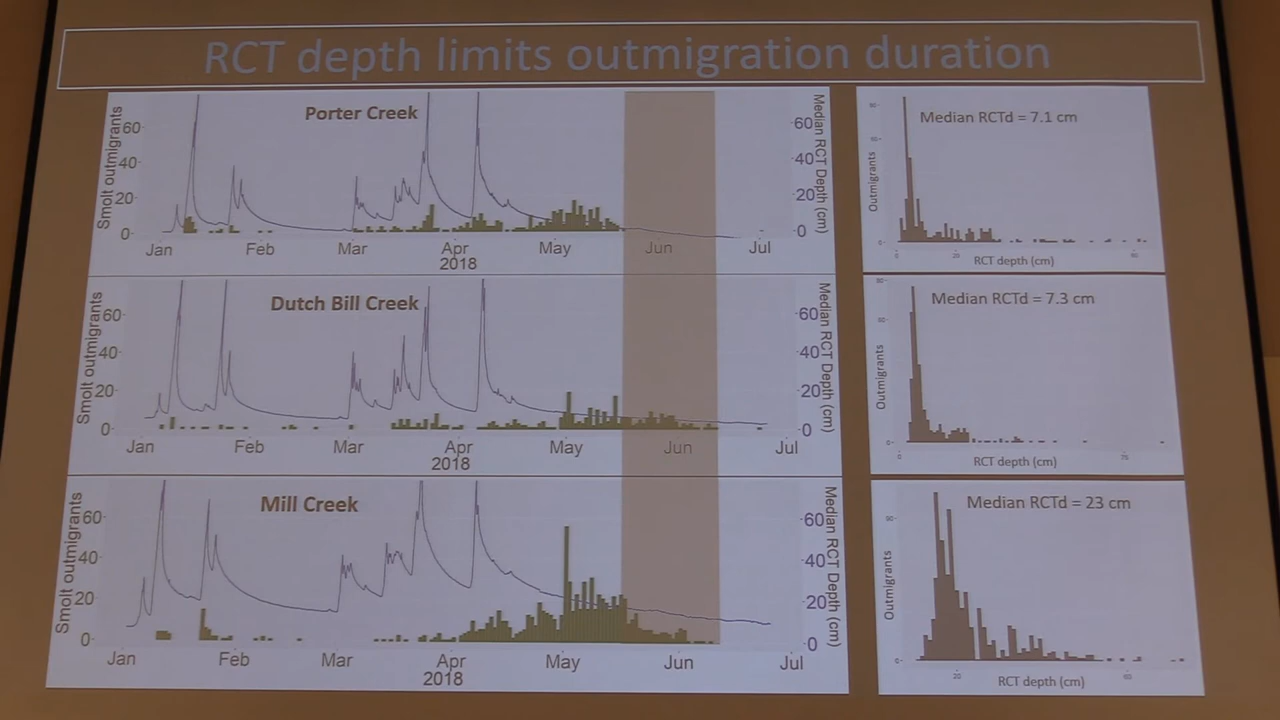 RCT depth limits outmigration duration
Porter Creek
Smolt outmigrants
60
40
20
0
Median RCT Depth (cm)
60
40
20
0
Jan Feb Mar Apr May Jun Jul
2018
Median RCTd = 7.1 cm
Outmigrants
RCT depth (cm)
Dutch Bill Creek
Smolt outmigrants
60
40
20
0
Median RCT Depth (cm)
60
40
20
0
Jan Feb Mar Apr May Jun Jul
2018
Median RCTd = 7.3 cm
Outmigrants
RCT depth (cm)
Mill Creek
Smolt outmigrants
60
40
20
0
Median RCT Depth (cm)
60
40
20
0
Jan Feb Mar Apr May Jun Jul
2018
Median RCTd = 23 cm
Outmigrants
RCT depth (cm)